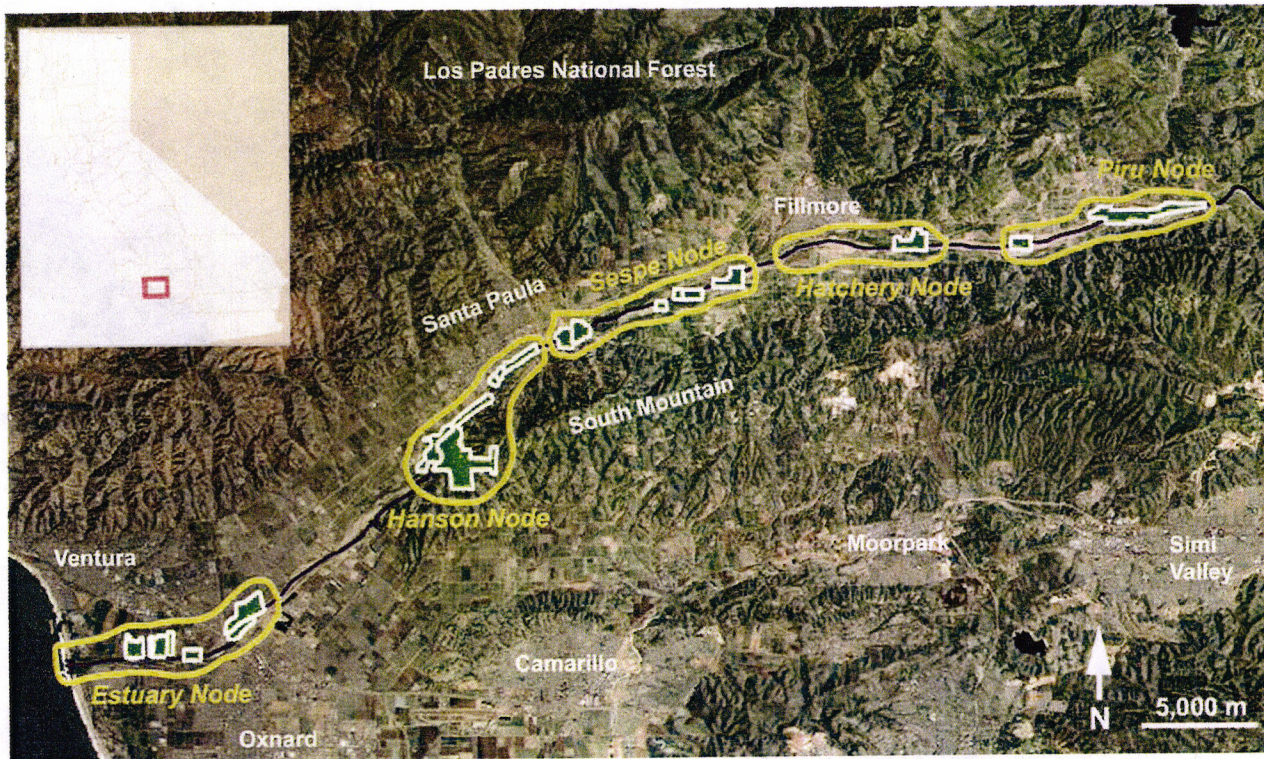 Los Padres National Forest
Piru Node
Fillmore
Sespe Node
Hatchery Node
Santa Paula
South Mountain
Hanson Node
Ventura
Moorpark
Simi
Valley
Camarillo
Estuary Node
Oxnard
N
5,000 m